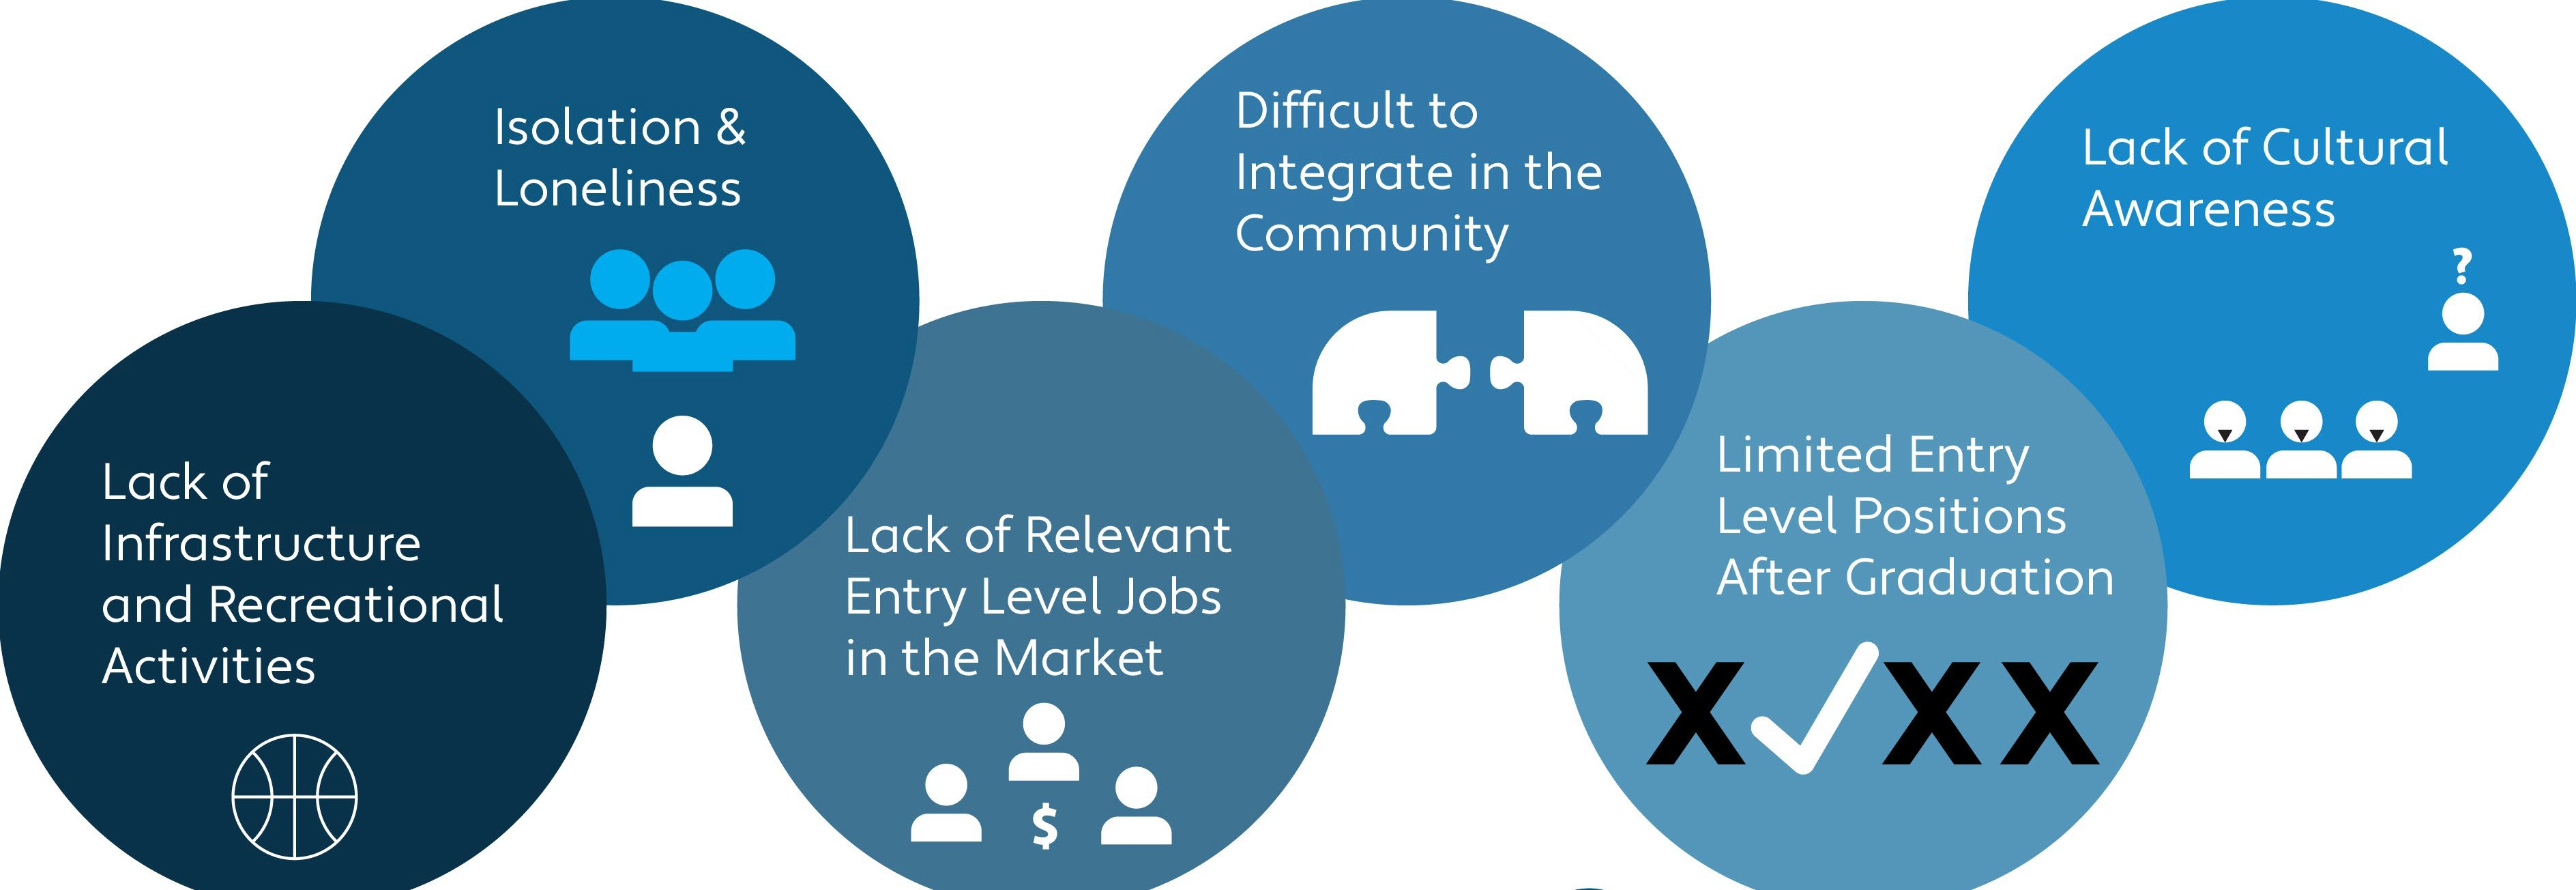 Isolation &
Loneliness
Difficult to
Integrate in the
Community
Lack of Cultural
Awareness
?
Lack of
Infrastructure
and Recreational
Activities
Lack of Relevant
Entry Level Jobs
in the Market
$
Limited Entry
Level Positions
After Graduation
X✓XX